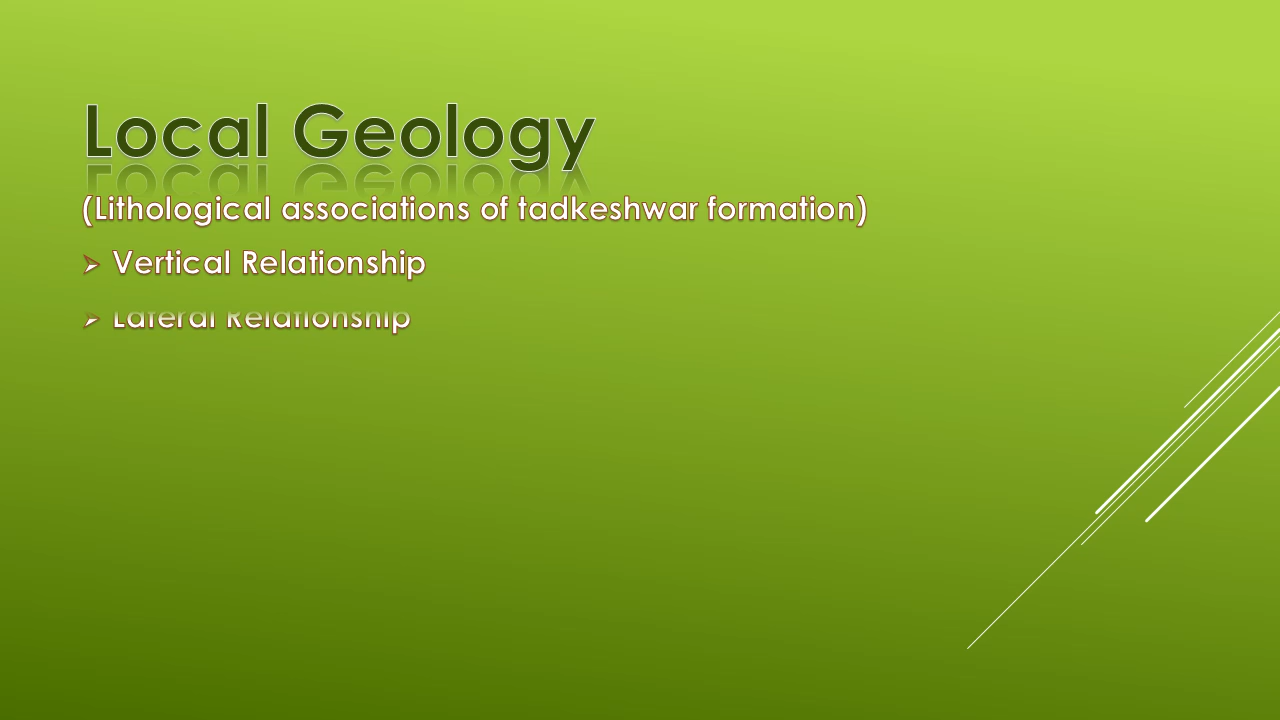 Local Geology
(Lithological associations of tadkeshwar formation)
Vertical Relationship
Lateral Relationship